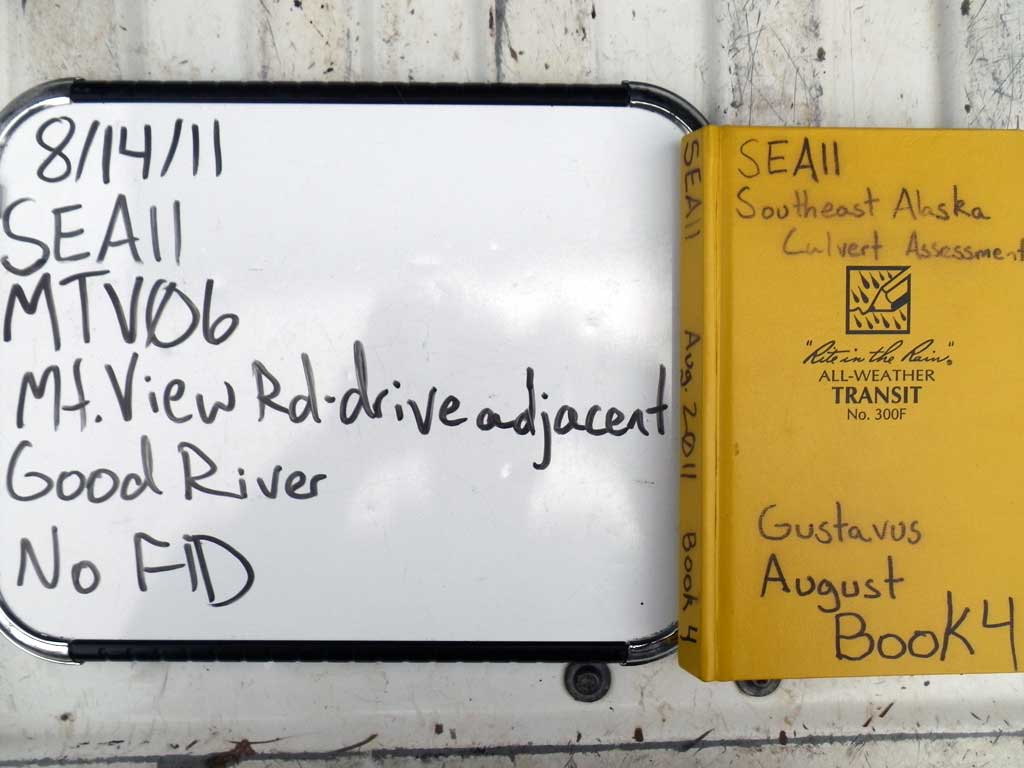 8/14/11
SEA11
MTV06
Mt. View Rd-drive adjacent
Good River
No FID
SEA11 Aug 2011 Book 4
SEA11
Southeast Alaska
Culvert Assessment
"Rite in the Rain"®
ALL-WEATHER
TRANSIT
No. 300F
Gustavus
August
Book 4